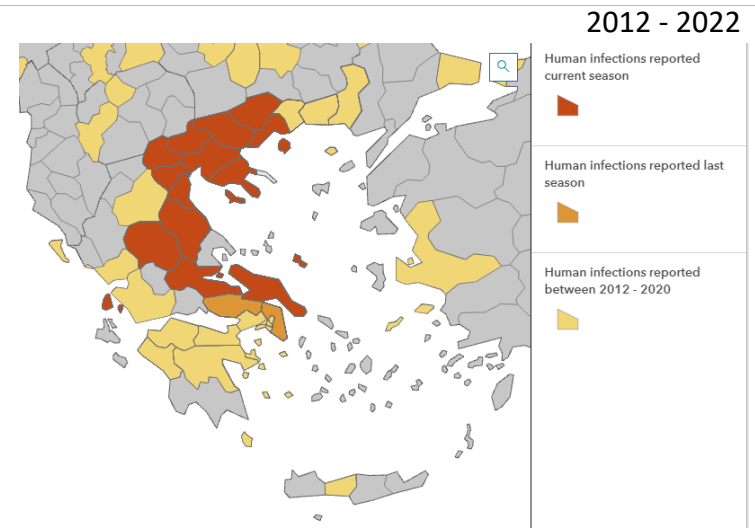 2012 - 2022
Human infections reported
current season
Human infections reported last
season
Human infections reported
between 2012 - 2020